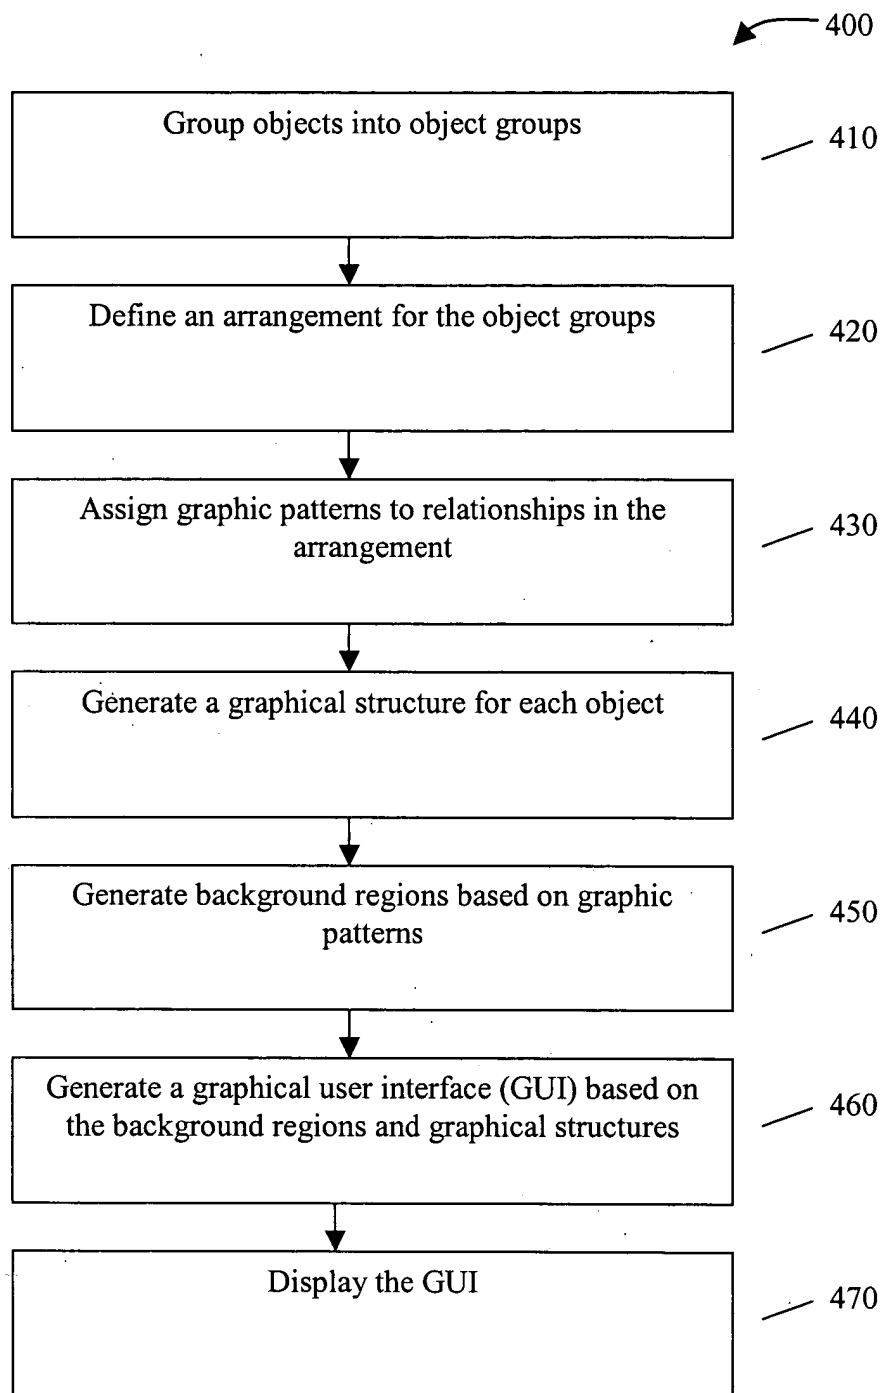 400
Group objects into object groups
410
Define an arrangement for the object groups
420
Assign graphic patterns to relationships in the
arrangement
430
Generate a graphical structure for each object
440
Generate background regions based on graphic
patterns
450
Generate a graphical user interface (GUI) based on
the background regions and graphical structures
460
Display the GUI
470